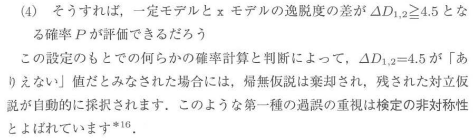 (4) そうすれば，一定モデルと x モデルの逸脱度の差が ΔD1,2≧4.5 とな
る確率 P が評価できるだろう
この設定のもとでの何らかの確率計算と判断によって，ΔD1,2=4.5 が「あ
りえない」値だとみなされた場合には，帰無仮説は棄却され，残された対立仮
説が自動的に採択されます．このような第一種の過誤の重視は検定の非対称性
とよばれています*16．